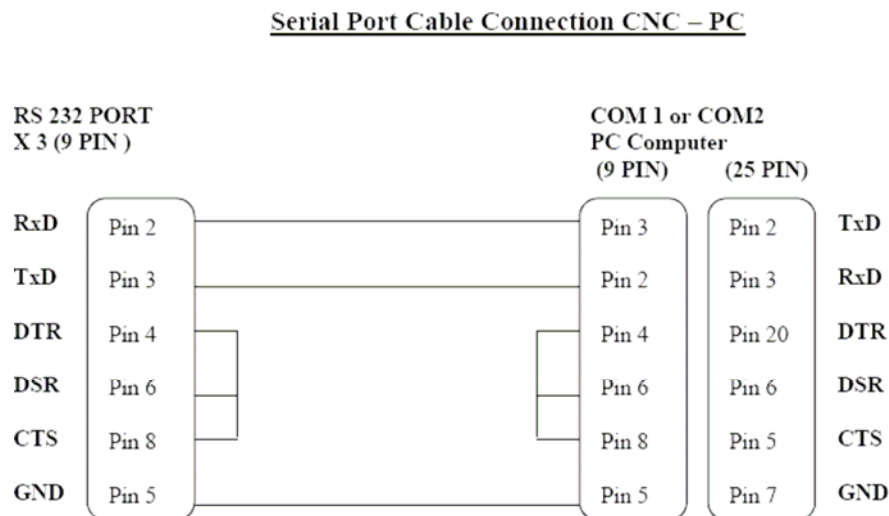 Serial Port Cable Connection CNC – PC
RS 232 PORT
X 3 (9 PIN )
COM 1 or COM2
PC Computer
(9 PIN) (25 PIN)
RxD Pin 2 Pin 3 Pin 2 TxD
TxD Pin 3 Pin 2 Pin 3 RxD
DTR Pin 4 Pin 4 Pin 20 DTR
DSR Pin 6 Pin 6 Pin 6 DSR
CTS Pin 8 Pin 8 Pin 5 CTS
GND Pin 5 Pin 5 Pin 7 GND